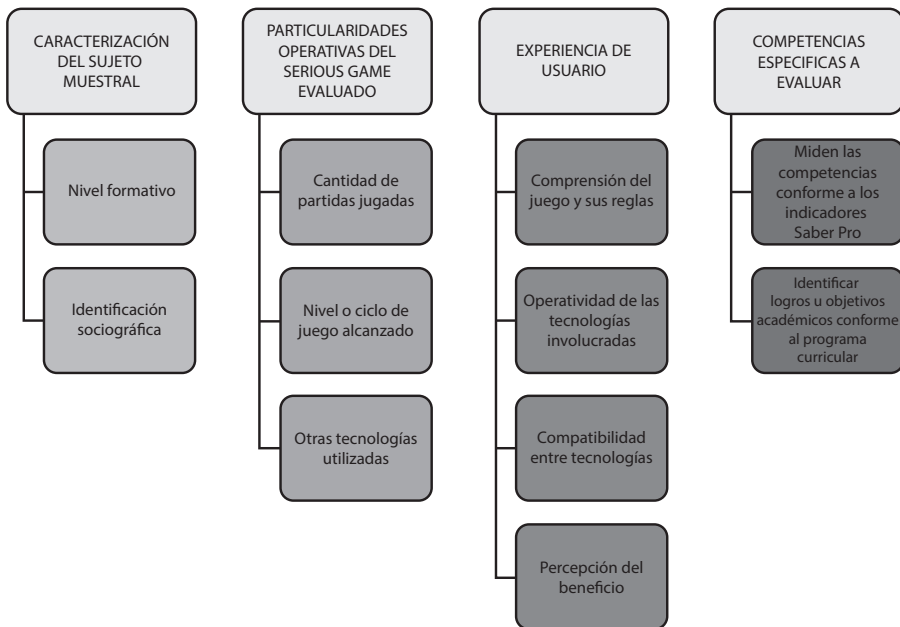 CARACTERIZACIÓN
DEL SUJETO
MUESTRAL
Nivel formativo
Identificación
sociográfica
PARTICULARIDADES
OPERATIVAS DEL
SERIOUS GAME
EVALUADO
Cantidad de
partidas jugadas
Nivel o ciclo de
juego alcanzado
Otras tecnologías
utilizadas
EXPERIENCIA DE
USUARIO
Comprensión del
juego y sus reglas
Operatividad de las
tecnologías
involucradas
Compatibilidad
entre tecnologías
Percepción del
beneficio
COMPETENCIAS
ESPECIFICAS A
EVALUAR
Miden las
competencias
conforme a los
indicadores
Saber Pro
Identificar
logros u objetivos
académicos conforme
al programa
curricular